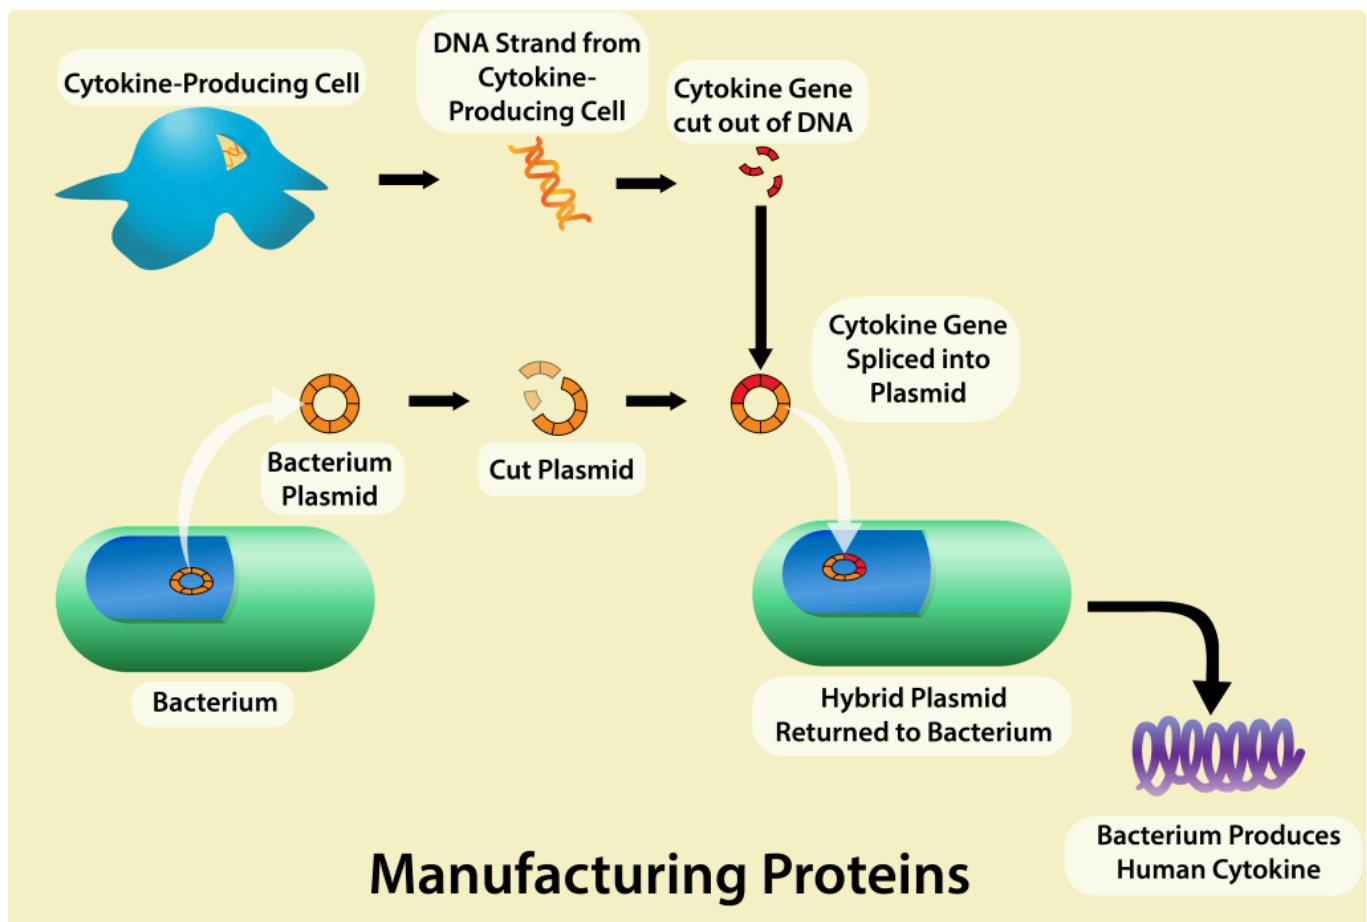 Cytokine-Producing Cell
DNA Strand from
Cytokine-
Producing Cell
Cytokine Gene
cut out of DNA
Cytokine Gene
Spliced into
Plasmid
Bacterium
Plasmid
Cut Plasmid
Bacterium
Hybrid Plasmid
Returned to Bacterium
Bacterium Produces
Human Cytokine
Manufacturing Proteins